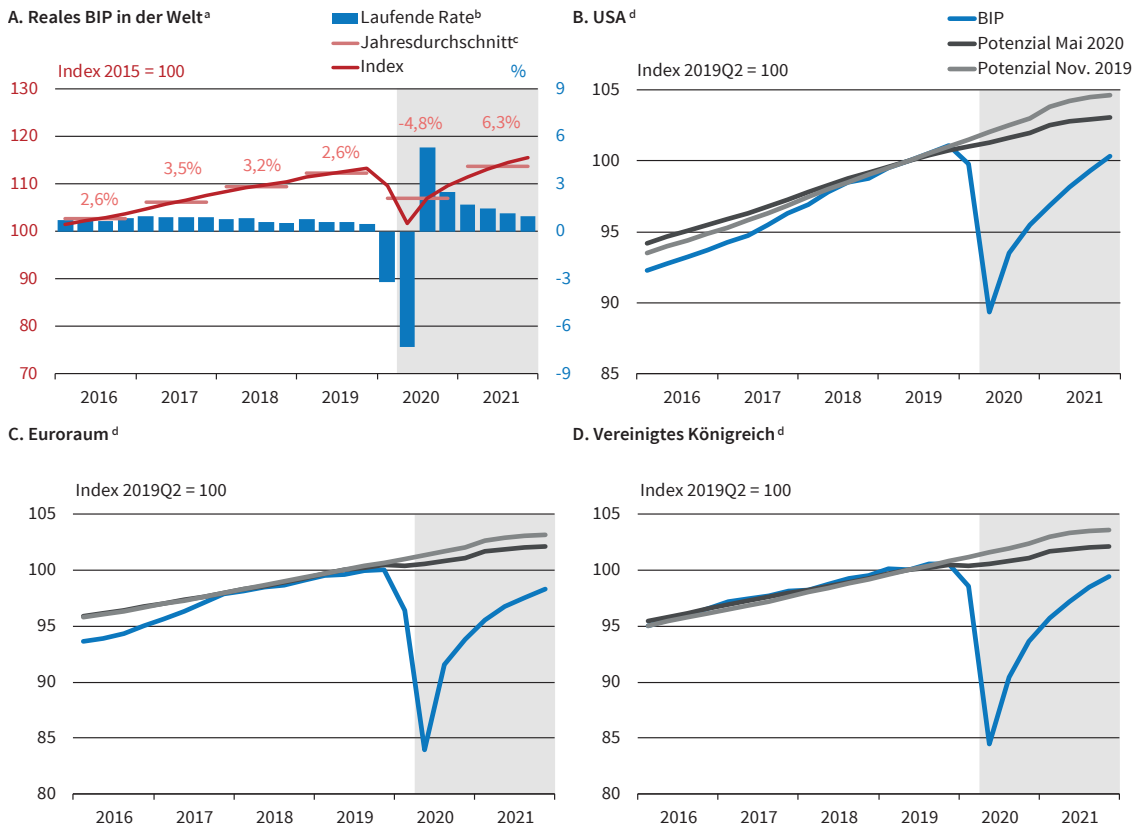 A. Reales BIP in der Weltᵃ
Laufende Rateᵇ
Jahresdurchschnittᶜ
Index
Index 2015 = 100
%
130
120
110
100
90
80
70
9
6
3
0
-3
-6
-9
2,6%
3,5%
3,2%
2,6%
-4,8%
6,3%
2016 2017 2018 2019 2020 2021
B. USA ᵈ
BIP
Potenzial Mai 2020
Potenzial Nov. 2019
Index 2019Q2 = 100
105
100
95
90
85
2016 2017 2018 2019 2020 2021
C. Euroraum ᵈ
Index 2019Q2 = 100
105
100
95
90
85
80
2016 2017 2018 2019 2020 2021
D. Vereinigtes Königreich ᵈ
Index 2019Q2 = 100
105
100
95
90
85
80
2016 2017 2018 2019 2020 2021